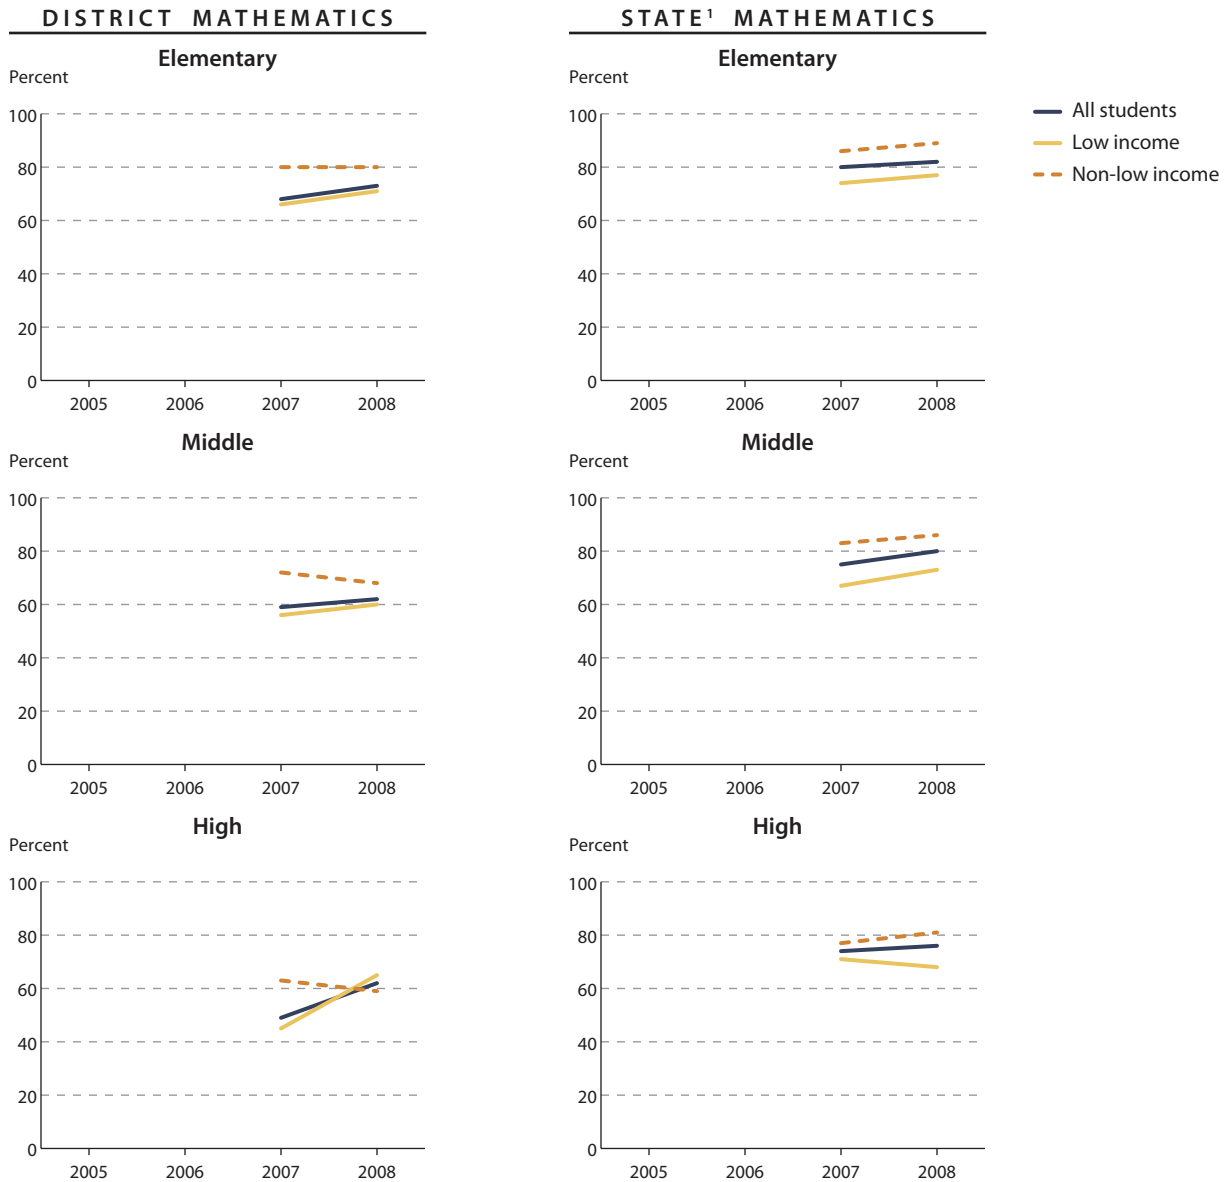 DISTRICT MATHEMATICS
Elementary
Percent
100
80
60
40
20
0
2005 2006 2007 2008
Middle
Percent
100
80
60
40
20
0
2005 2006 2007 2008
High
Percent
100
80
60
40
20
0
2005 2006 2007 2008
STATE¹ MATHEMATICS
Elementary
Percent
100
80
60
40
20
0
2005 2006 2007 2008
Middle
Percent
100
80
60
40
20
0
2005 2006 2007 2008
High
Percent
100
80
60
40
20
0
2005 2006 2007 2008
All students
Low income
Non-low income